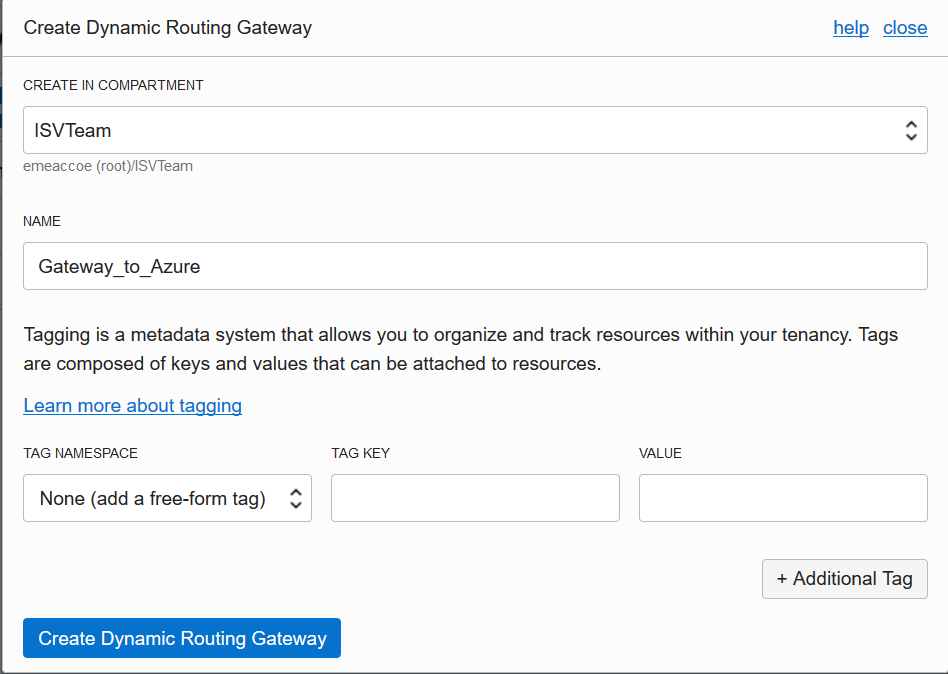 Create Dynamic Routing Gateway
help close
CREATE IN COMPARTMENT
ISVTeam
emeaccoe (root)/ISVTeam
NAME
Gateway_to_Azure
Tagging is a metadata system that allows you to organize and track resources within your tenancy. Tags
are composed of keys and values that can be attached to resources.
Learn more about tagging
TAG NAMESPACE TAG KEY VALUE
None (add a free-form tag)
+ Additional Tag
Create Dynamic Routing Gateway